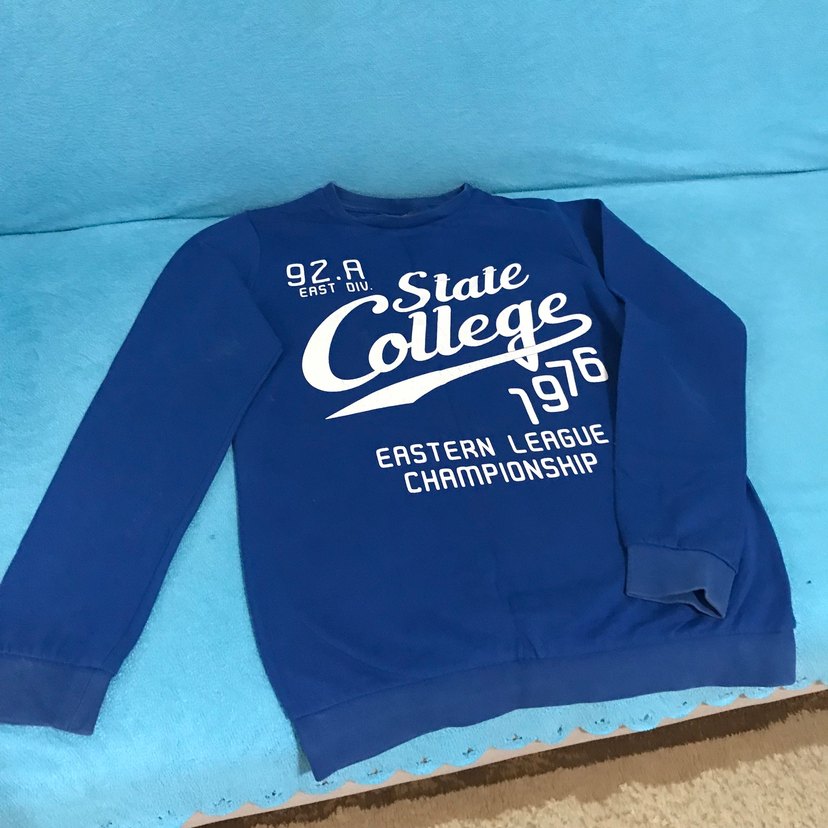 92.A
EAST DIV.
State
College
1976
EASTERN LEAGUE
CHAMPIONSHIP